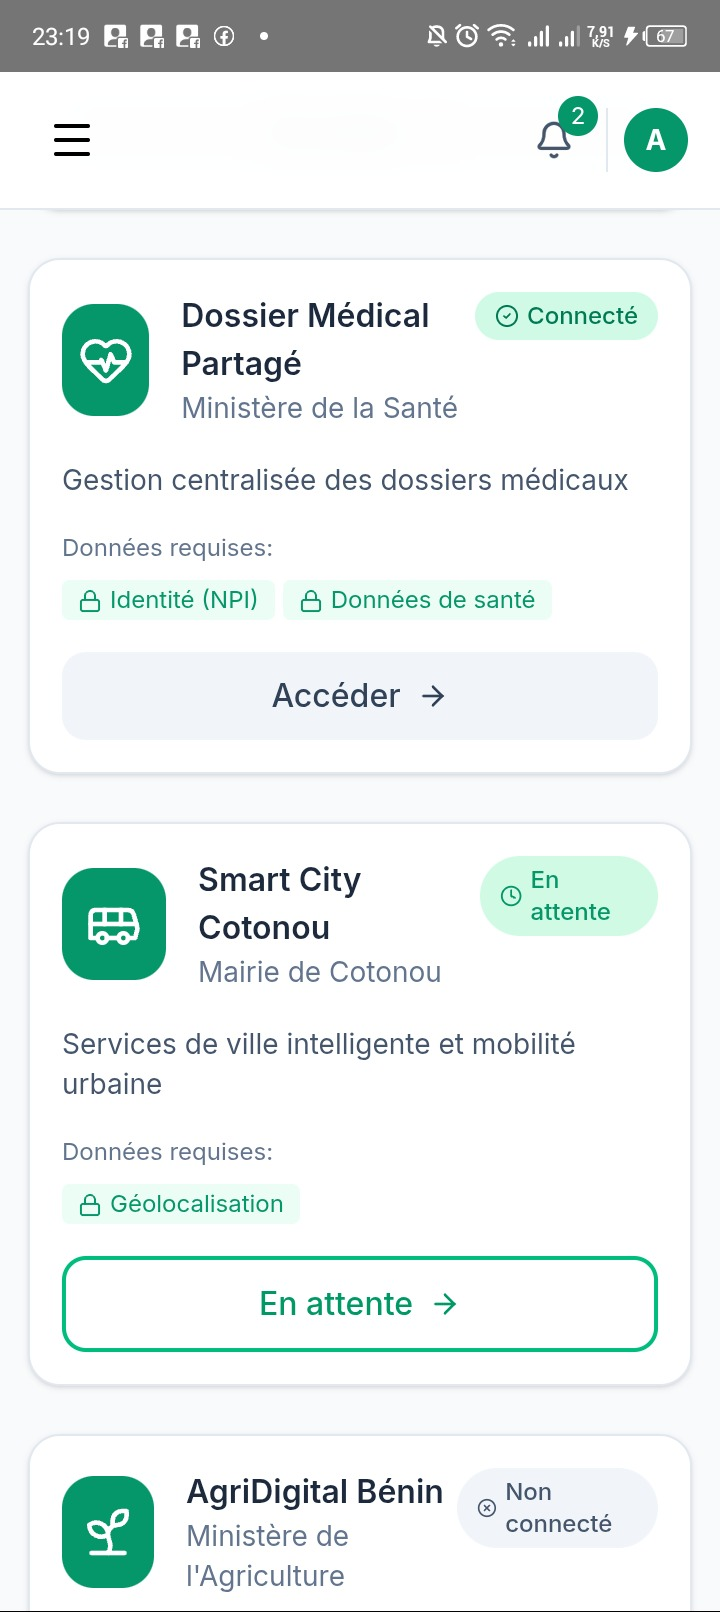 23:19
7,91
K/S
67
2
A
Dossier Médical
Partagé
Connecté
Ministère de la Santé
Gestion centralisée des dossiers médicaux
Données requises:
Identité (NPI)
Données de santé
Accéder →
Smart City
Cotonou
En
attente
Mairie de Cotonou
Services de ville intelligente et mobilité
urbaine
Données requises:
Géolocalisation
En attente →
AgriDigital Bénin
Non
connecté
Ministère de
l'Agriculture